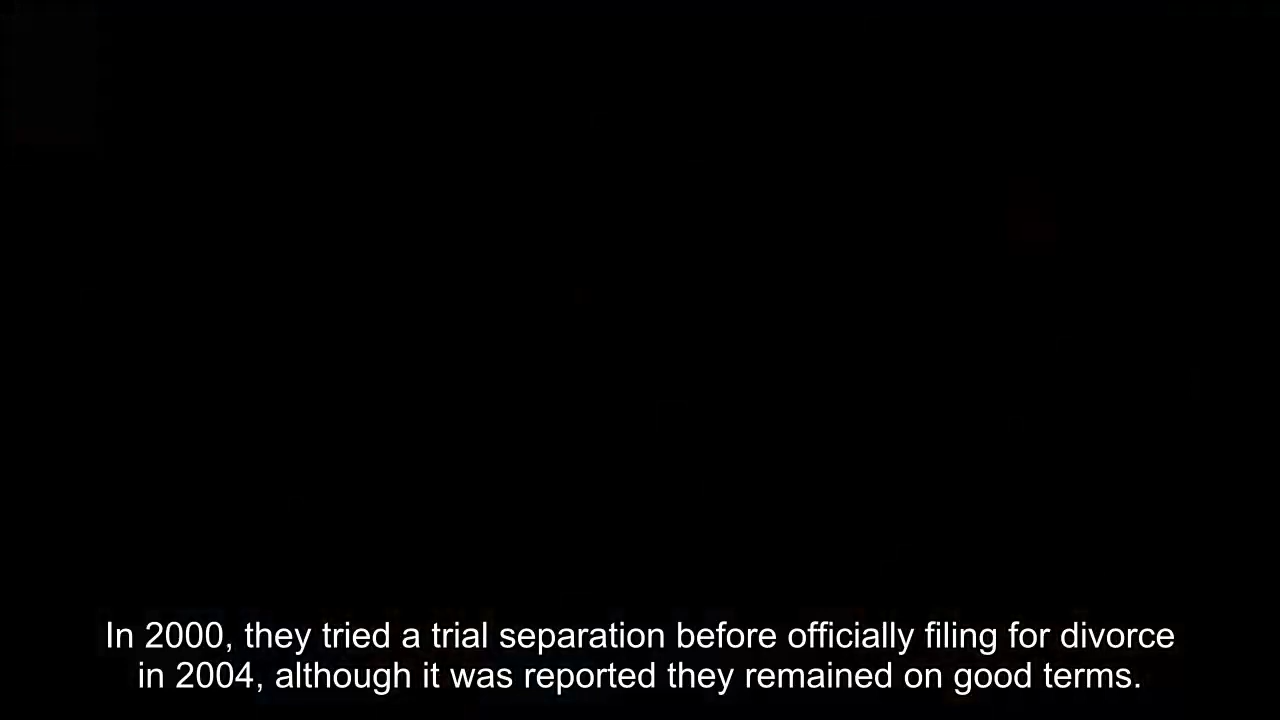 In 2000, they tried a trial separation before officially filing for divorce
in 2004, although it was reported they remained on good terms.